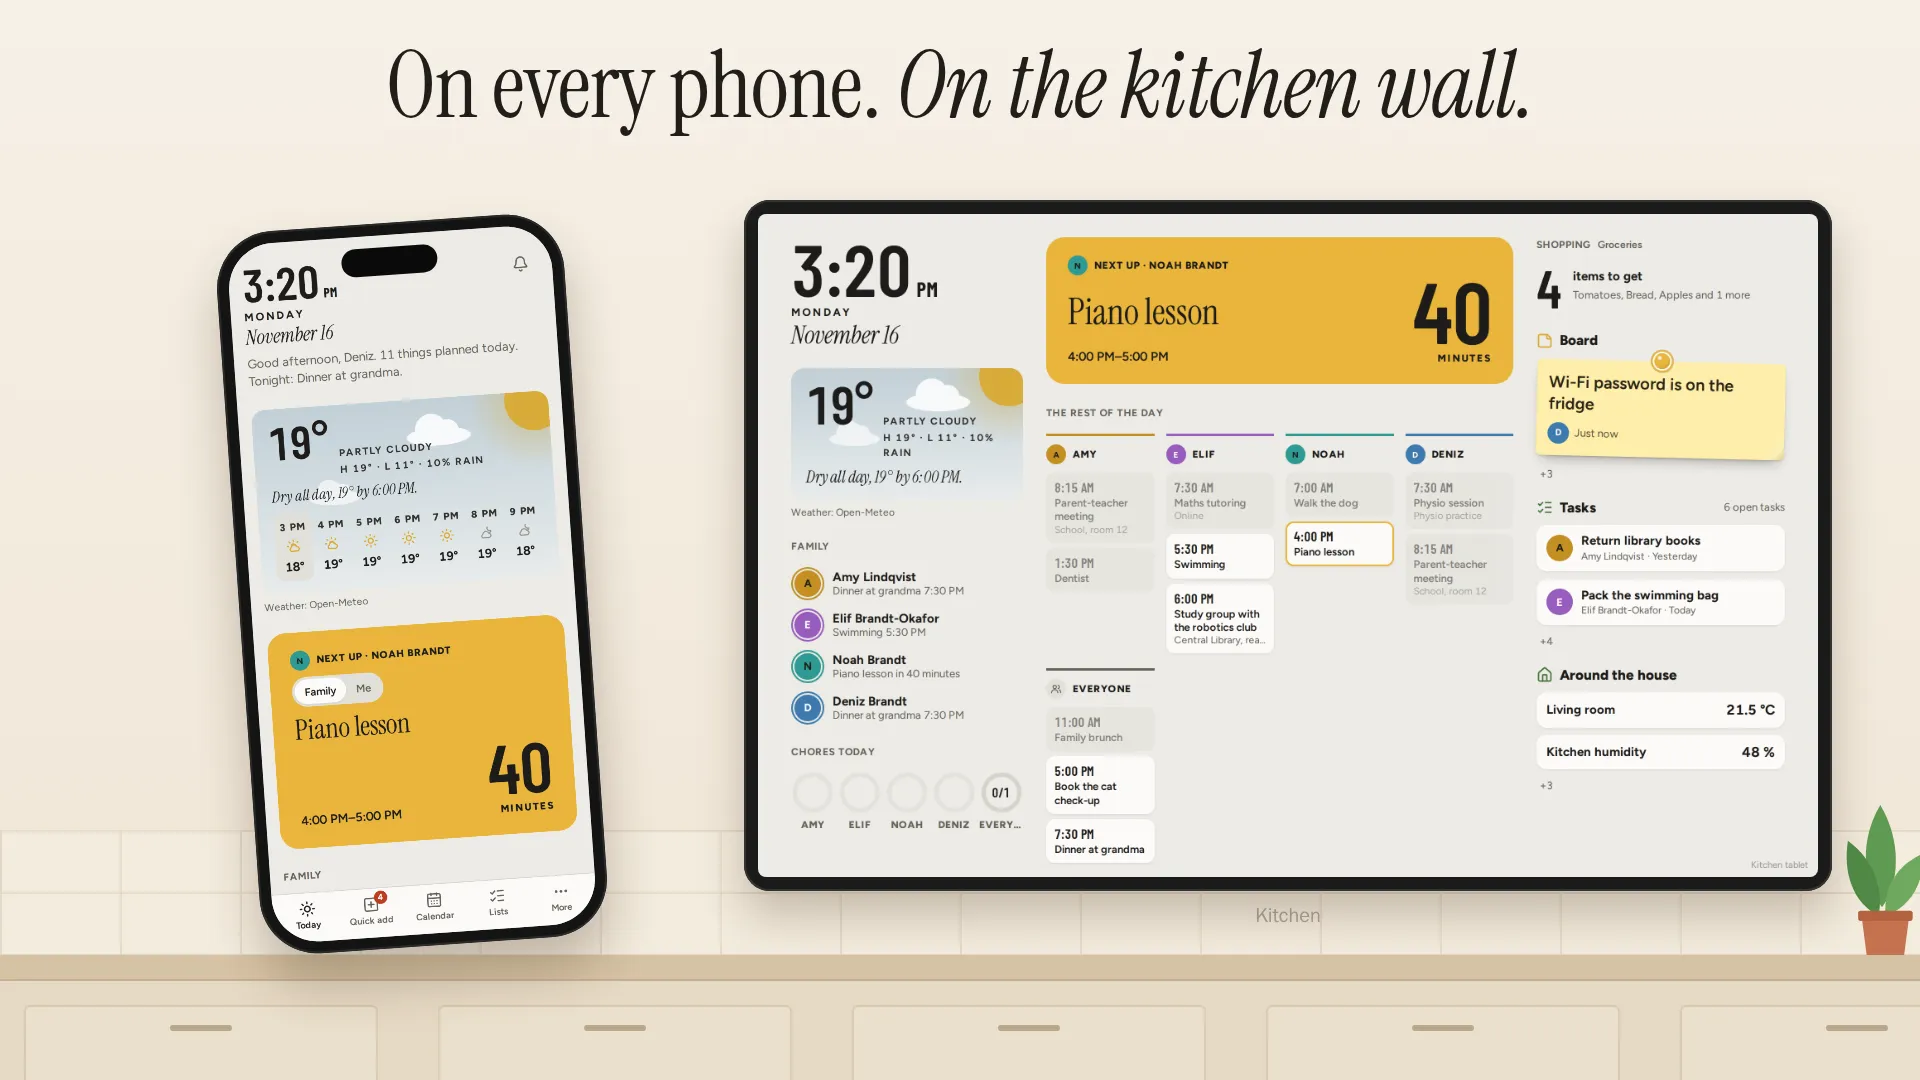 On every phone. On the kitchen wall.
3:20 PM
MONDAY
November 16
Good afternoon, Deniz. 11 things planned today.
Tonight: Dinner at grandma.
19°
PARTLY CLOUDY
H 19° · L 11° · 10% RAIN
Dry all day, 19° by 6:00 PM.
3 PM 4 PM 5 PM 6 PM 7 PM 8 PM 9 PM
18° 19° 19° 19° 19° 19° 18°
Weather: Open-Meteo
N NEXT UP · NOAH BRANDT
Family Me
Piano lesson
40
MINUTES
4:00 PM–5:00 PM
FAMILY
4
Today Quick add Calendar Lists More
3:20 PM
MONDAY
November 16
19°
PARTLY CLOUDY
H 19° · L 11° · 10%
RAIN
Dry all day, 19° by 6:00 PM.
Weather: Open-Meteo
FAMILY
A Amy Lindqvist
Dinner at grandma 7:30 PM
E Elif Brandt-Okafor
Swimming 5:30 PM
N Noah Brandt
Piano lesson in 40 minutes
D Deniz Brandt
Dinner at grandma 7:30 PM
CHORES TODAY
0/1
AMY ELIF NOAH DENIZ EVERY...
N NEXT UP · NOAH BRANDT
Piano lesson
40
MINUTES
4:00 PM–5:00 PM
THE REST OF THE DAY
A AMY
8:15 AM
Parent-teacher
meeting
School, room 12
1:30 PM
Dentist
E ELIF
7:30 AM
Maths tutoring
Online
5:30 PM
Swimming
6:00 PM
Study group with
the robotics club
Central Library, rea...
N NOAH
7:00 AM
Walk the dog
4:00 PM
Piano lesson
D DENIZ
7:30 AM
Physio session
Physio practice
8:15 AM
Parent-teacher
meeting
School, room 12
EVERYONE
11:00 AM
Family brunch
5:00 PM
Book the cat
check-up
7:30 PM
Dinner at grandma
SHOPPING Groceries
4 items to get
Tomatoes, Bread, Apples and 1 more
Board
Wi-Fi password is on the
fridge
D Just now
+3
Tasks 6 open tasks
A Return library books
Amy Lindqvist · Yesterday
E Pack the swimming bag
Elif Brandt-Okafor · Today
+4
Around the house
Living room 21.5 °C
Kitchen humidity 48 %
+3
Kitchen tablet
Kitchen